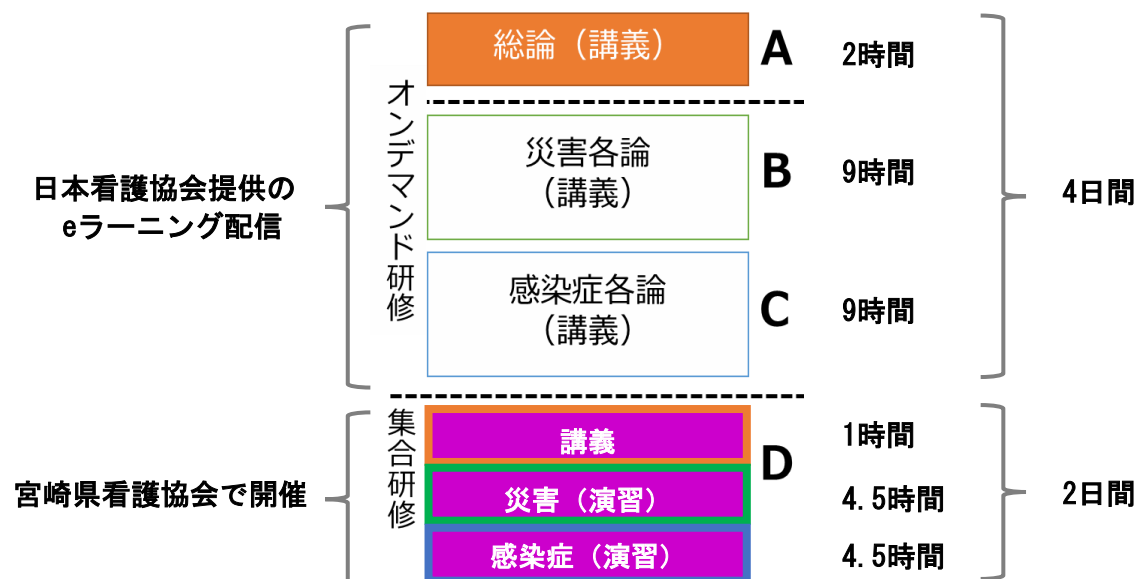 総論（講義）
A
2時間
オンデマンド研修
災害各論
（講義）
B
9時間
日本看護協会提供の
eラーニング配信
4日間
感染症各論
（講義）
C
9時間
集合研修
講義
D
1時間
宮崎県看護協会で開催
災害（演習）
4.5時間
2日間
感染症（演習）
4.5時間